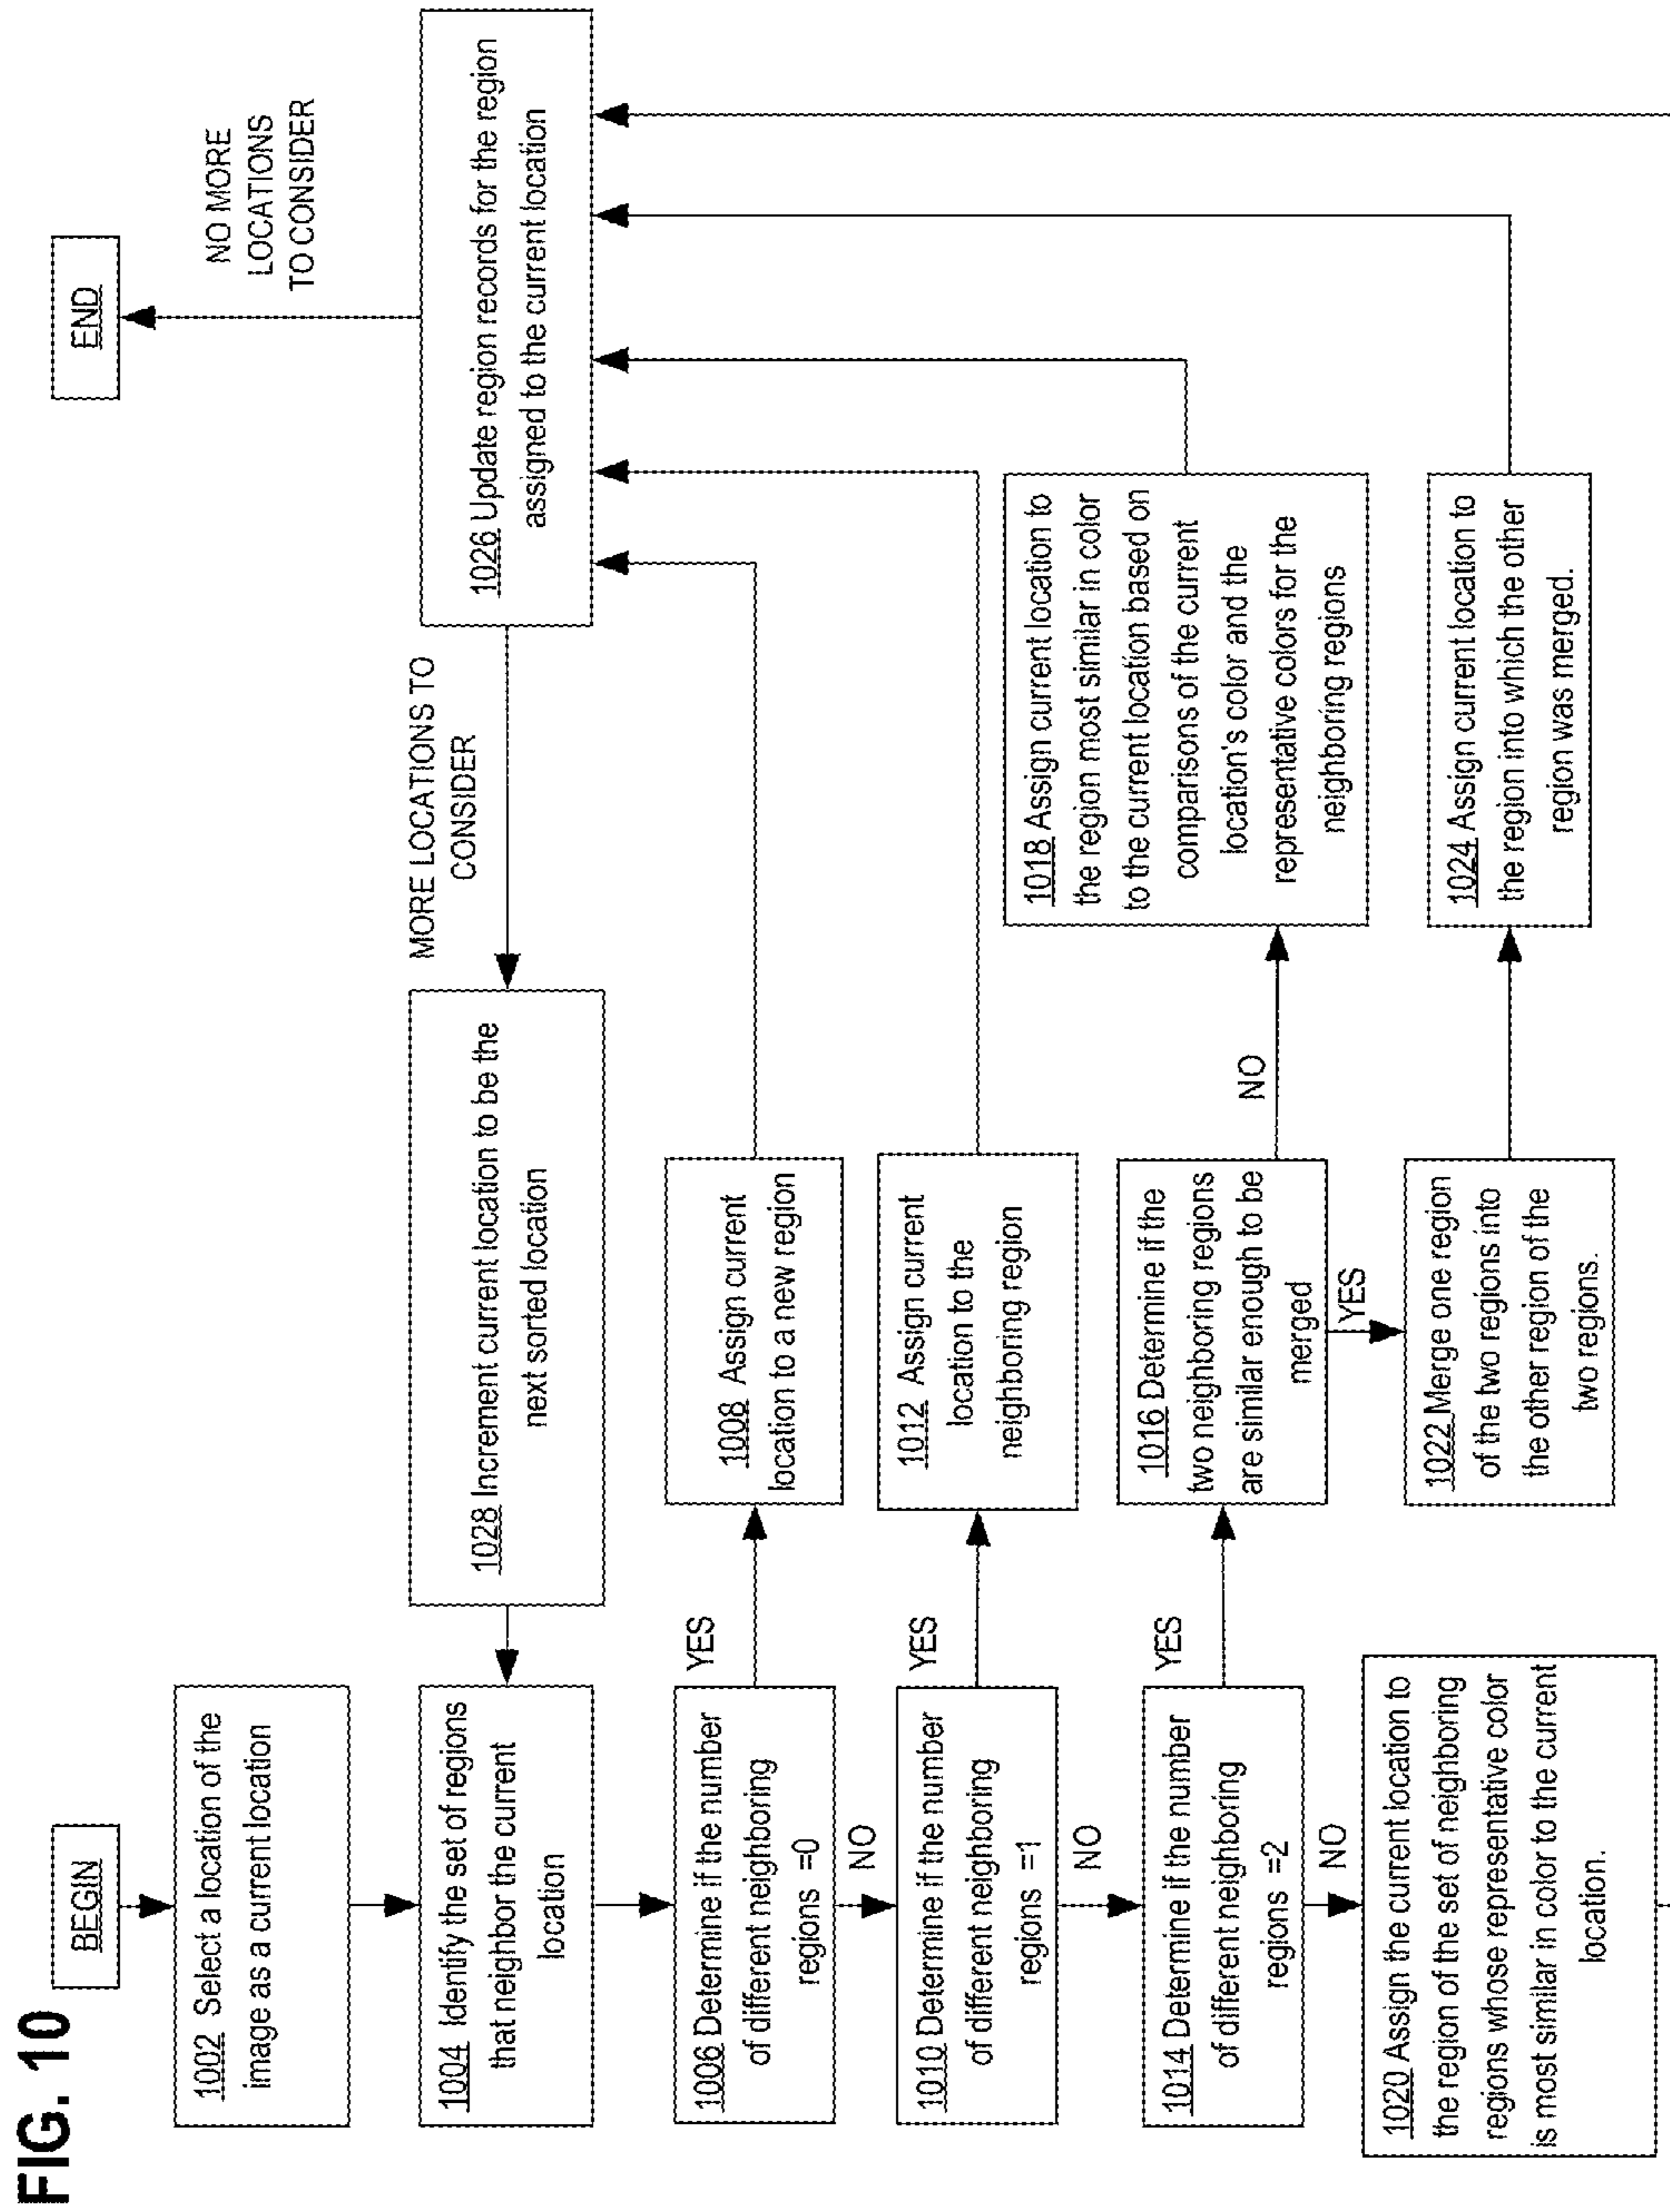 FIG. 10
BEGIN
1002 Select a location of the
image as a current location
1004 Identify the set of regions
that neighbor the current
location
1006 Determine if the number
of different neighboring
regions =0
YES
NO
1008 Assign current
location to a new region
1010 Determine if the number
of different neighboring
regions =1
YES
NO
1012 Assign current
location to the
neighboring region
1014 Determine if the number
of different neighboring
regions =2
YES
NO
1016 Determine if the
two neighboring regions
are similar enough to be
merged
NO
YES
1018 Assign current location to
the region most similar in color
to the current location based on
comparisons of the current
location's color and the
representative colors for the
neighboring regions
1020 Assign the current location to
the region of the set of neighboring
regions whose representative color
is most similar in color to the current
location.
1022 Merge one region
of the two regions into
the other region of the
two regions.
1024 Assign current location to
the region into which the other
region was merged.
1026 Update region records for the region
assigned to the current location
MORE LOCATIONS TO
CONSIDER
1028 Increment current location to be the
next sorted location
NO MORE
LOCATIONS
TO CONSIDER
END